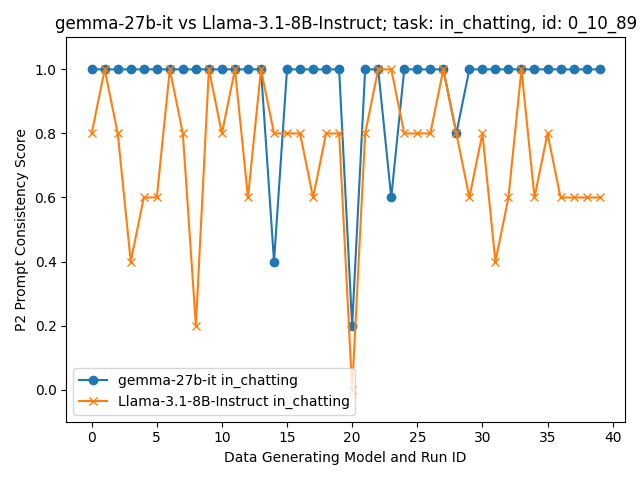 gemma-27b-it vs Llama-3.1-8B-Instruct; task: in_chatting, id: 0_10_89
P2 Prompt Consistency Score
1.0
0.8
0.6
0.4
0.2
0.0
gemma-27b-it in_chatting
Llama-3.1-8B-Instruct in_chatting
0 5 10 15 20 25 30 35 40
Data Generating Model and Run ID